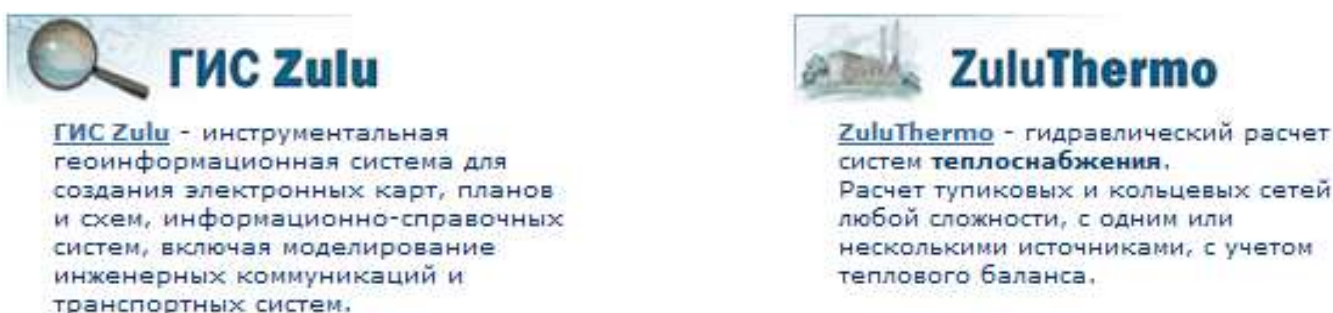 ГИС Zulu
ГИС Zulu - инструментальная
геоинформационная система для
создания электронных карт, планов
и схем, информационно-справочных
систем, включая моделирование
инженерных коммуникаций и
транспортных систем.
ZuluThermo
ZuluThermo - гидравлический расчет
систем теплоснабжения.
Расчет тупиковых и кольцевых сетей
любой сложности, с одним или
несколькими источниками, с учетом
теплового баланса.